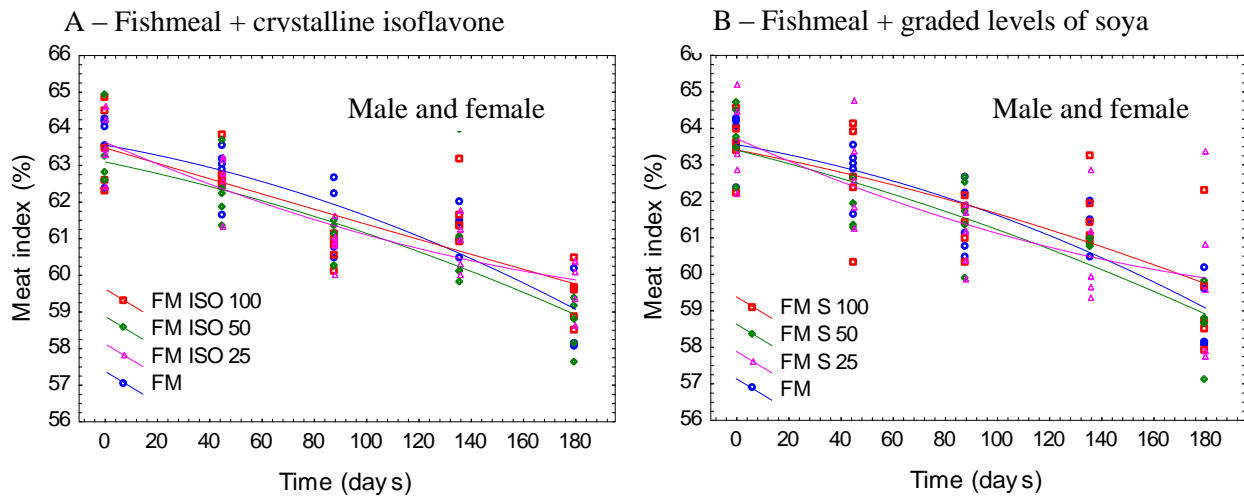 A – Fishmeal + crystalline isoflavone
66
65
64
63
62
61
60
59
58
57
56
Meat index (%)
Male and female
FM ISO 100
FM ISO 50
FM ISO 25
FM
0 20 40 60 80 100 120 140 160 180
Time (days)
B – Fishmeal + graded levels of soya
66
65
64
63
62
61
60
59
58
57
56
Meat index (%)
Male and female
FM S 100
FM S 50
FM S 25
FM
0 20 40 60 80 100 120 140 160 180
Time (days)